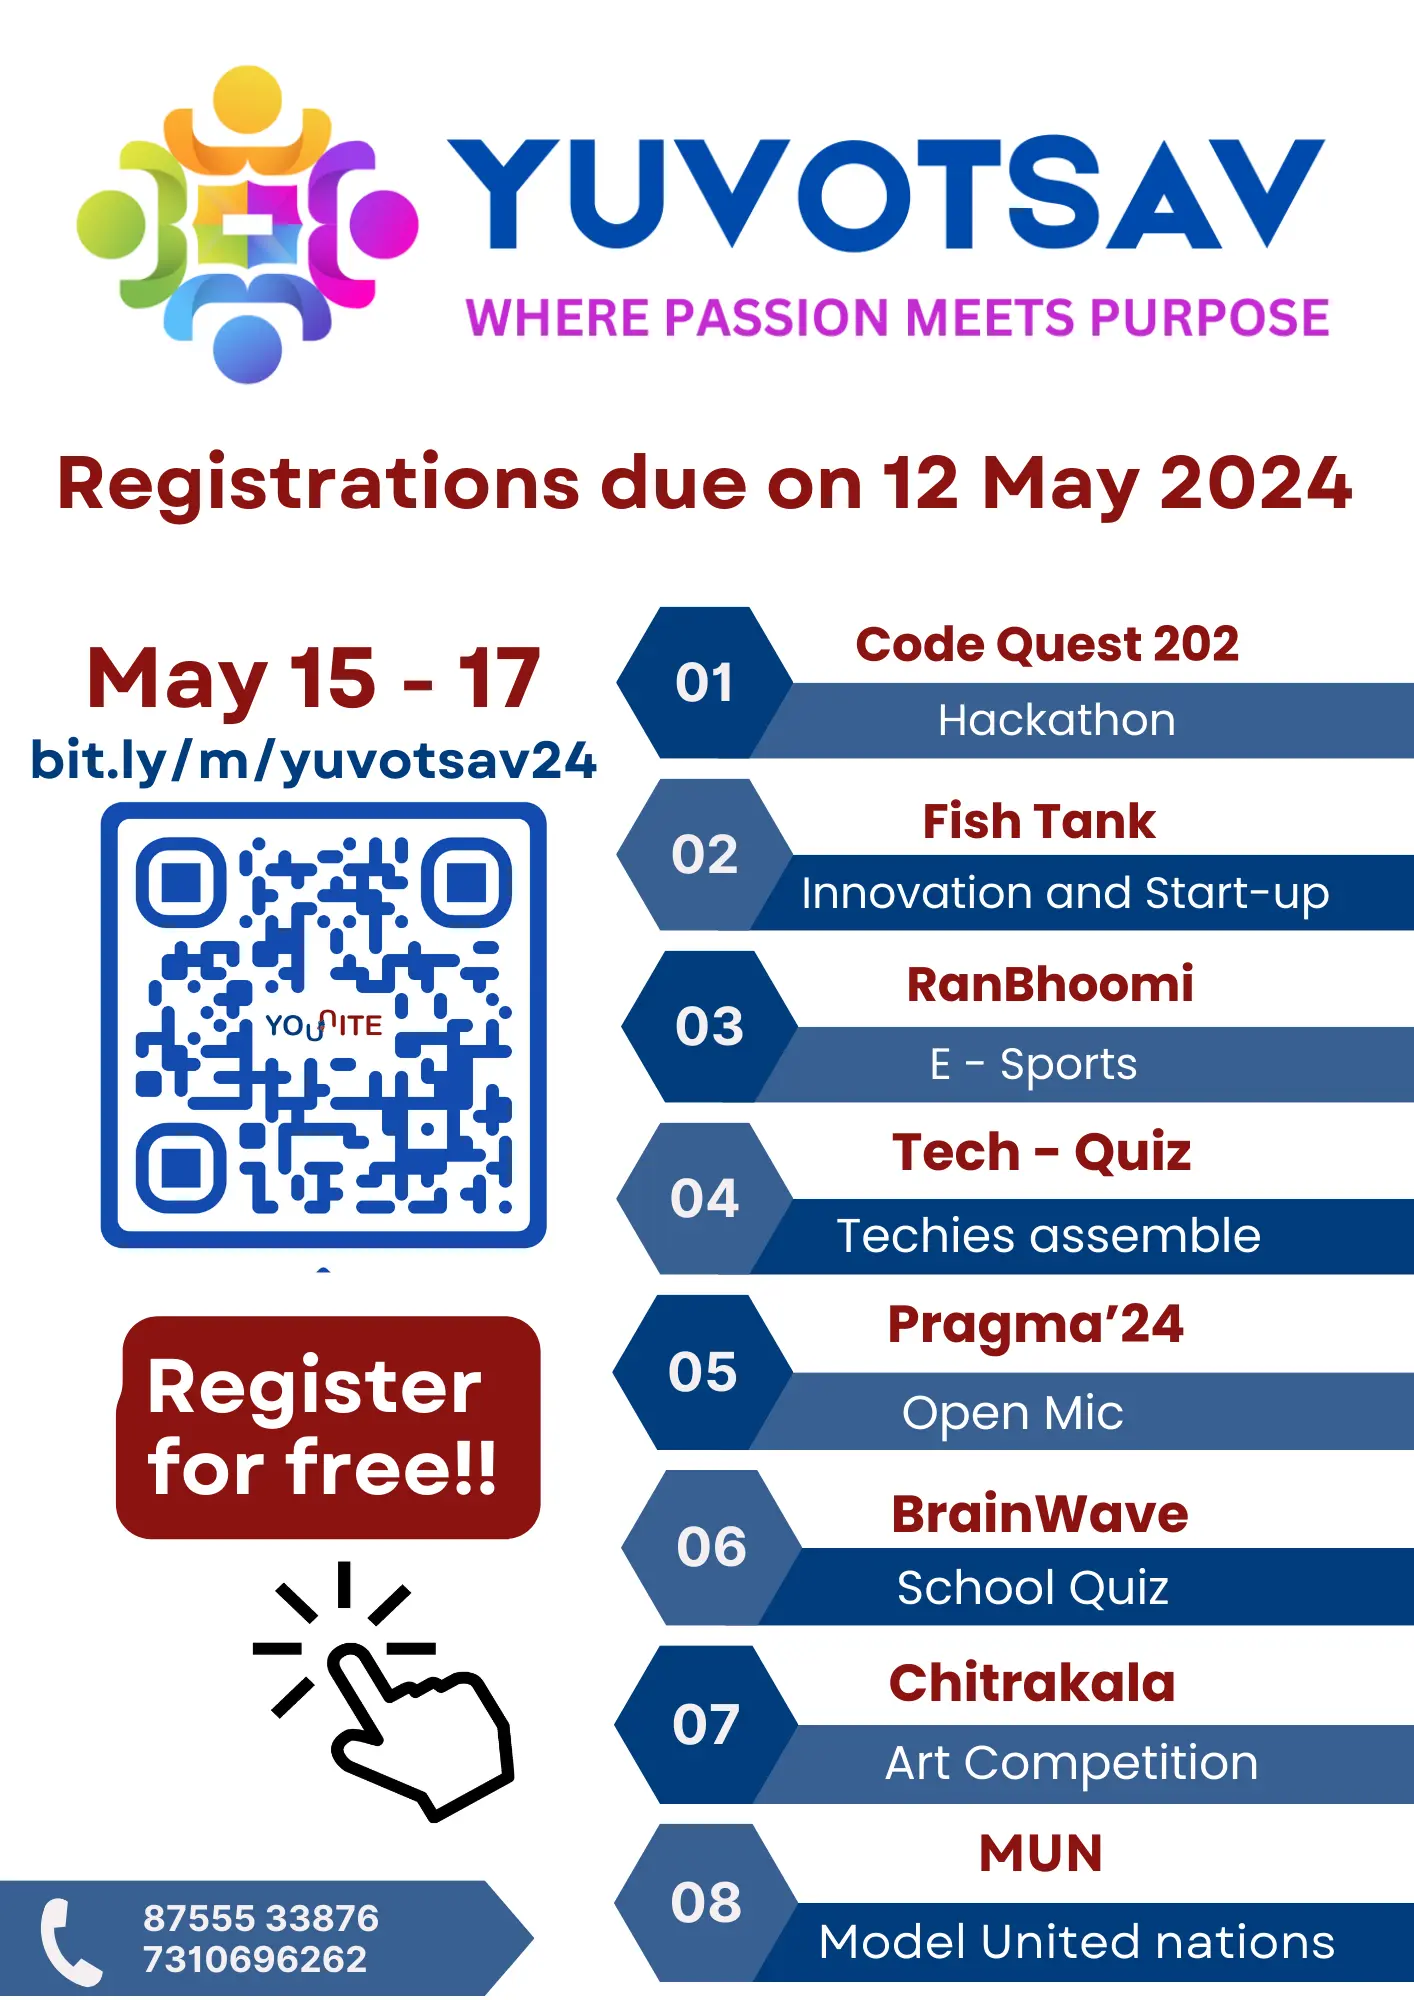 YUVOTSAV
WHERE PASSION MEETS PURPOSE
Registrations due on 12 May 2024
May 15 - 17
bit.ly/m/yuvotsav24
YOUNITE
Register
for free!!
87555 33876
7310696262
01
Code Quest 202
Hackathon
02
Fish Tank
Innovation and Start-up
03
RanBhoomi
E - Sports
04
Tech - Quiz
Techies assemble
05
Pragma’24
Open Mic
06
BrainWave
School Quiz
07
Chitrakala
Art Competition
08
MUN
Model United nations